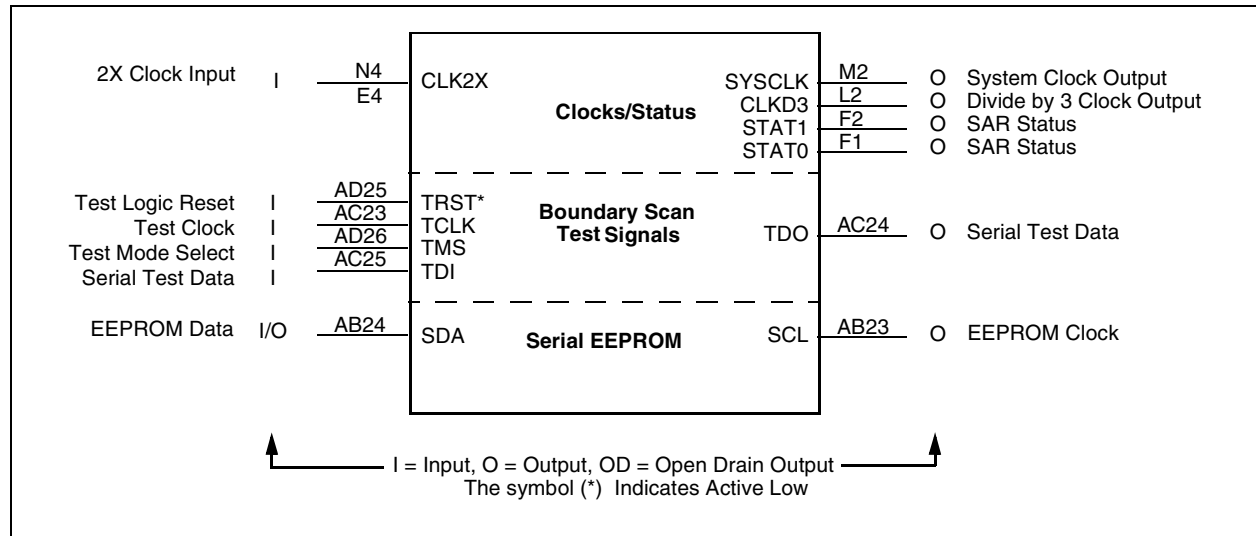 2X Clock Input I N4 CLK2X SYSCLK M2 O System Clock Output
E4 CLKD3 L2 O Divide by 3 Clock Output
Clocks/Status
STAT1 F2 O SAR Status
STAT0 F1 O SAR Status
Test Logic Reset I AD25 TRST*
Test Clock I AC23 TCLK
Test Mode Select I AD26 TMS
Serial Test Data I AC25 TDI
Boundary Scan
Test Signals
TDO AC24 O Serial Test Data
EEPROM Data I/O AB24 SDA Serial EEPROM SCL AB23 O EEPROM Clock
I = Input, O = Output, OD = Open Drain Output
The symbol (*) Indicates Active Low